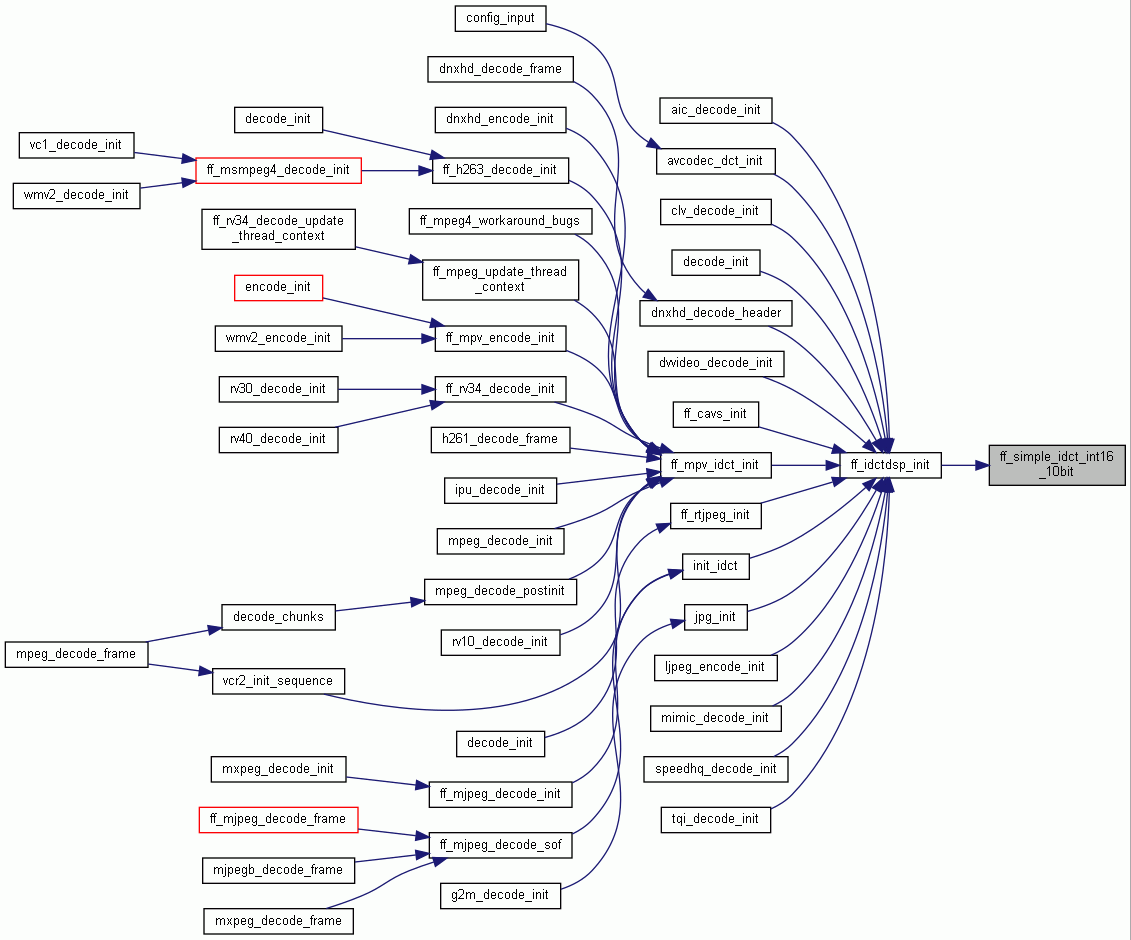 config_input
dnxhd_decode_frame
aic_decode_init
decode_init
dnxhd_encode_init
vc1_decode_init
avcodec_dct_init
ff_msmpeg4_decode_init
ff_h263_decode_init
wmv2_decode_init
clv_decode_init
ff_rv34_decode_update
_thread_context
ff_mpeg4_workaround_bugs
decode_init
ff_mpeg_update_thread
_context
encode_init
dnxhd_decode_header
wmv2_encode_init
ff_mpv_encode_init
dvvideo_decode_init
rv30_decode_init
ff_rv34_decode_init
ff_cavs_init
rv40_decode_init
h261_decode_frame
ff_mpv_idct_init
ff_idctdsp_init
ff_simple_idct_int16
_10bit
ipu_decode_init
ff_rtjpeg_init
mpeg_decode_init
init_idct
mpeg_decode_postinit
decode_chunks
jpg_init
rv10_decode_init
mpeg_decode_frame
ljpeg_encode_init
vcr2_init_sequence
mimic_decode_init
decode_init
mxpeg_decode_init
speedhq_decode_init
ff_mjpeg_decode_init
ff_mjpeg_decode_frame
tqi_decode_init
ff_mjpeg_decode_sof
mjpegb_decode_frame
g2m_decode_init
mxpeg_decode_frame